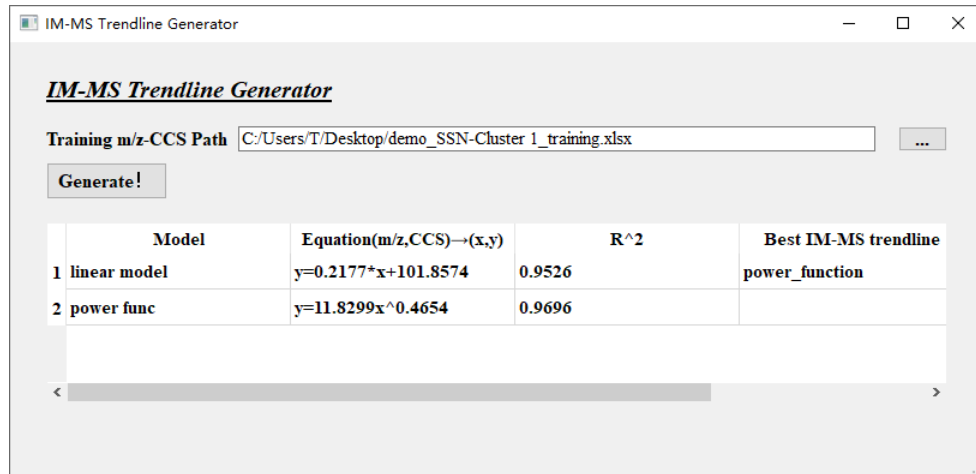 IM-MS Trendline Generator
IM-MS Trendline Generator
Training m/z-CCS Path C:/Users/T/Desktop/demo_SSN-Cluster 1_training.xlsx ...
Generate!
Model Equation(m/z,CCS)→(x,y) R^2 Best IM-MS trendline
1 linear model y=0.2177*x+101.8574 0.9526 power_function
2 power func y=11.8299x^0.4654 0.9696